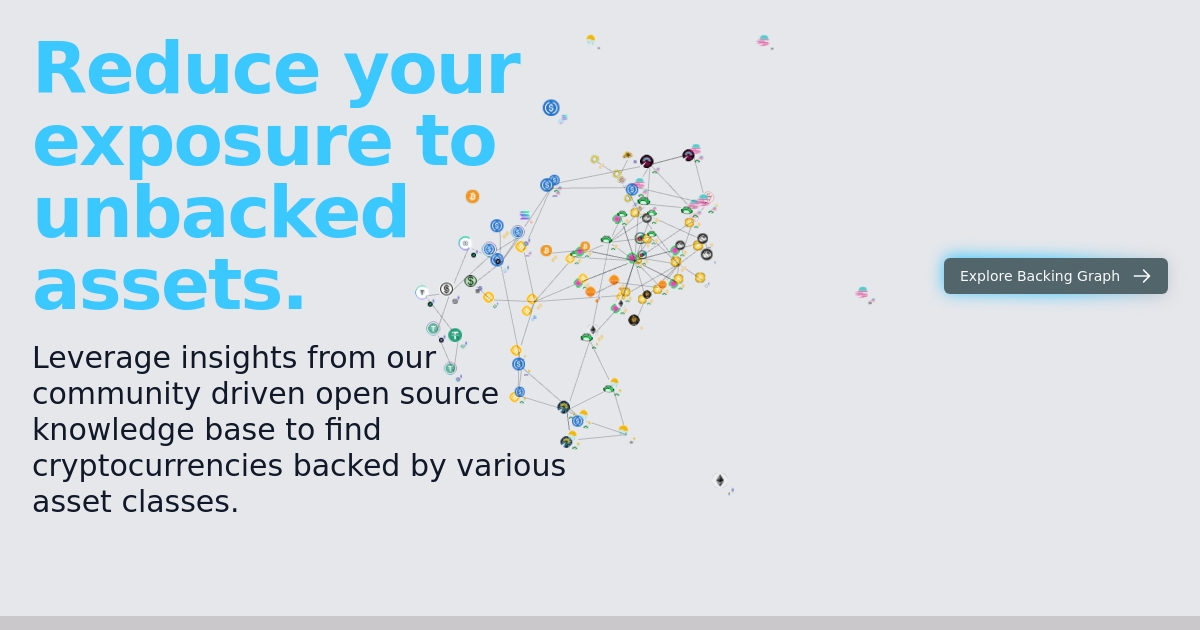 Reduce your
exposure to
unbacked
assets.
Leverage insights from our
community driven open source
knowledge base to find
cryptocurrencies backed by various
asset classes.
Explore Backing Graph